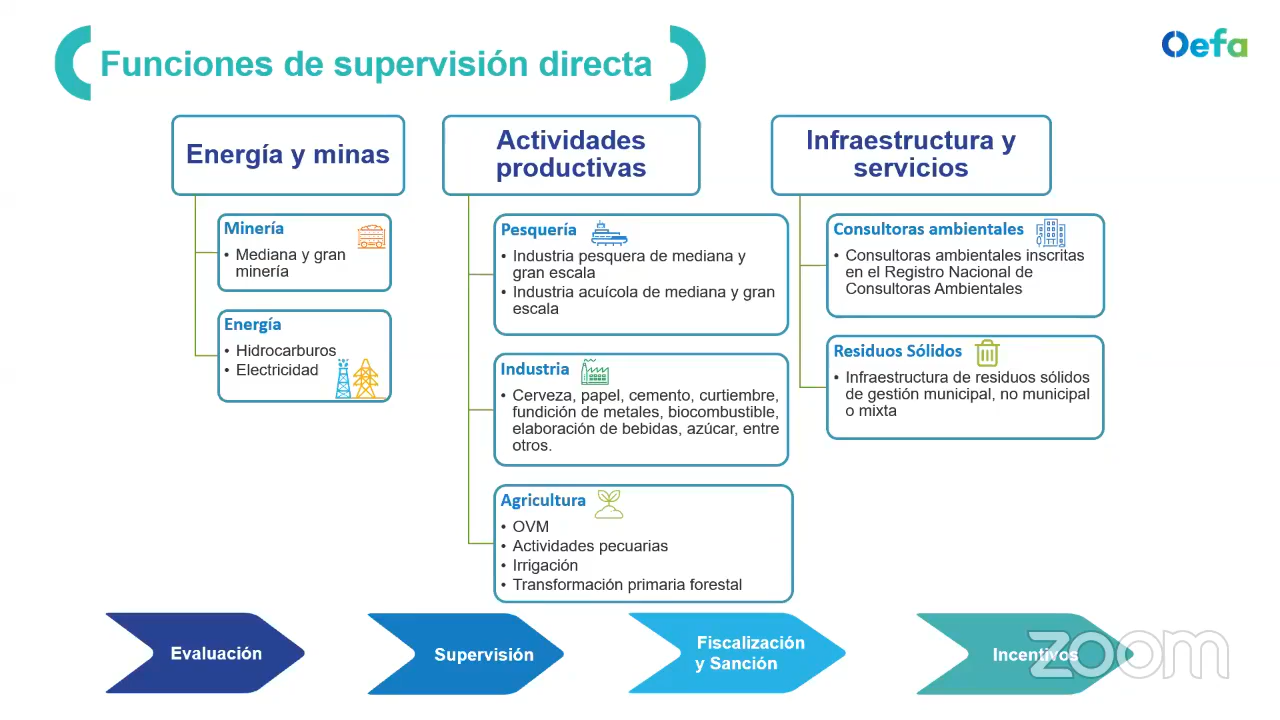 Funciones de supervisión directa
Oefa
Energía y minas
Minería
• Mediana y gran
minería
Energía
• Hidrocarburos
• Electricidad
Actividades
productivas
Pesquería
• Industria pesquera de mediana y
gran escala
• Industria acuícola de mediana y gran
escala
Industria
• Cerveza, papel, cemento, curtiembre,
fundición de metales, biocombustible,
elaboración de bebidas, azúcar, entre
otros.
Agricultura
• OVM
• Actividades pecuarias
• Irrigación
• Transformación primaria forestal
Infraestructura y
servicios
Consultoras ambientales
• Consultoras ambientales inscritas
en el Registro Nacional de
Consultoras Ambientales
Residuos Sólidos
• Infraestructura de residuos sólidos
de gestión municipal, no municipal
o mixta
Evaluación
Supervisión
Fiscalización
y Sanción
Incentivos
zoom